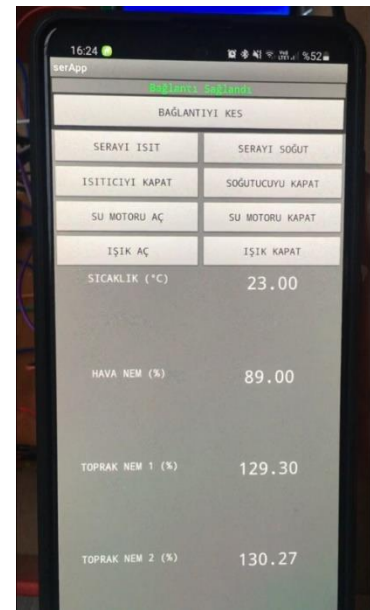 16:24 %52
serApp
Bağlantı Sağlandı
BAĞLANTIYI KES
SERAYI ISIT SERAYI SOĞUT
ISITICIYI KAPAT SOĞUTUCUYU KAPAT
SU MOTORU AÇ SU MOTORU KAPAT
IŞIK AÇ IŞIK KAPAT
SICAKLIK (°C) 23.00
HAVA NEM (%) 89.00
TOPRAK NEM 1 (%) 129.30
TOPRAK NEM 2 (%) 130.27